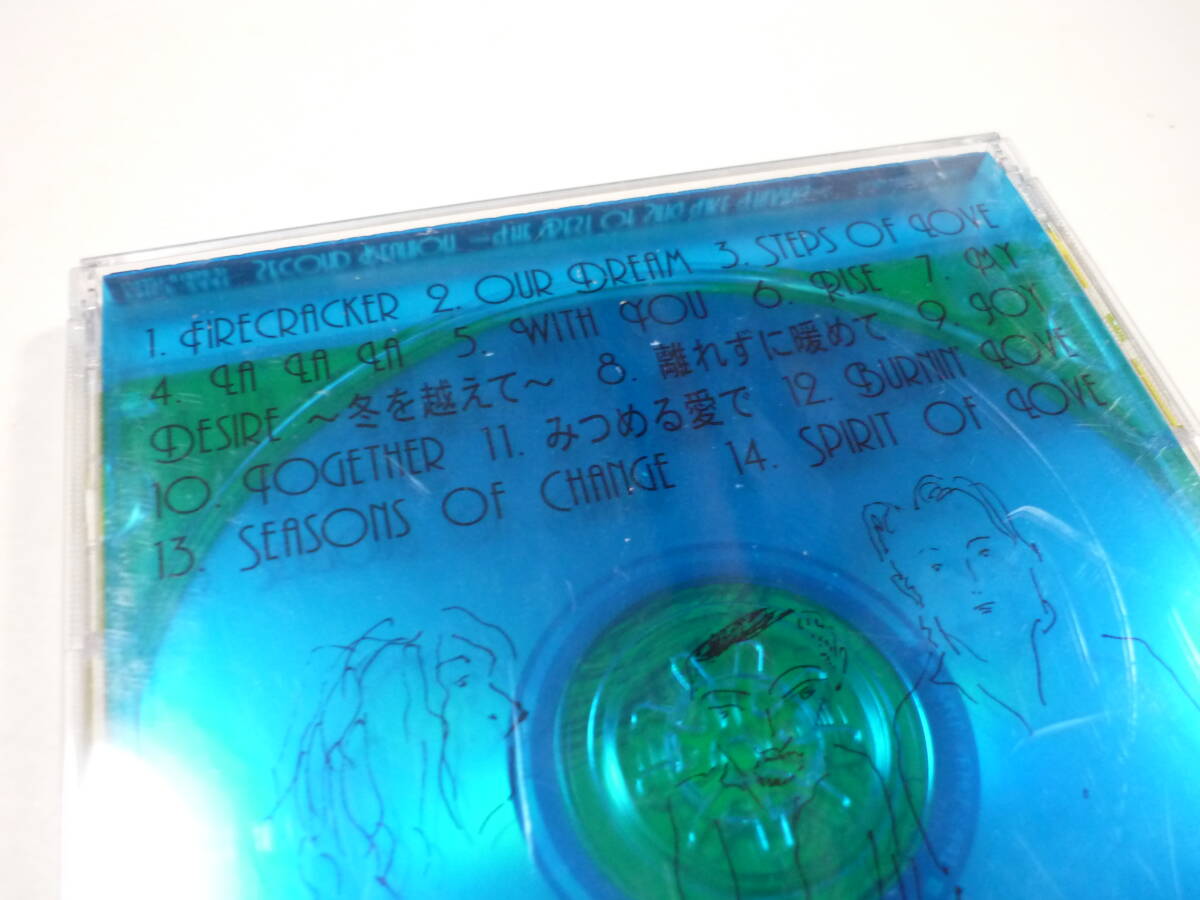 1. FIRECRACKER 2. OUR DREAM 3. STEPS OF LOVE
4. LA LA LA 5. WITH YOU 6. RISE 7. MY
DESIRE ～冬を越えて～ 8. 離れずに暖めて 9. JOY
10. TOGETHER 11. みつめる愛で 12. BURNIN' LOVE
13. SEASONS OF CHANGE 14. SPIRIT OF LOVE